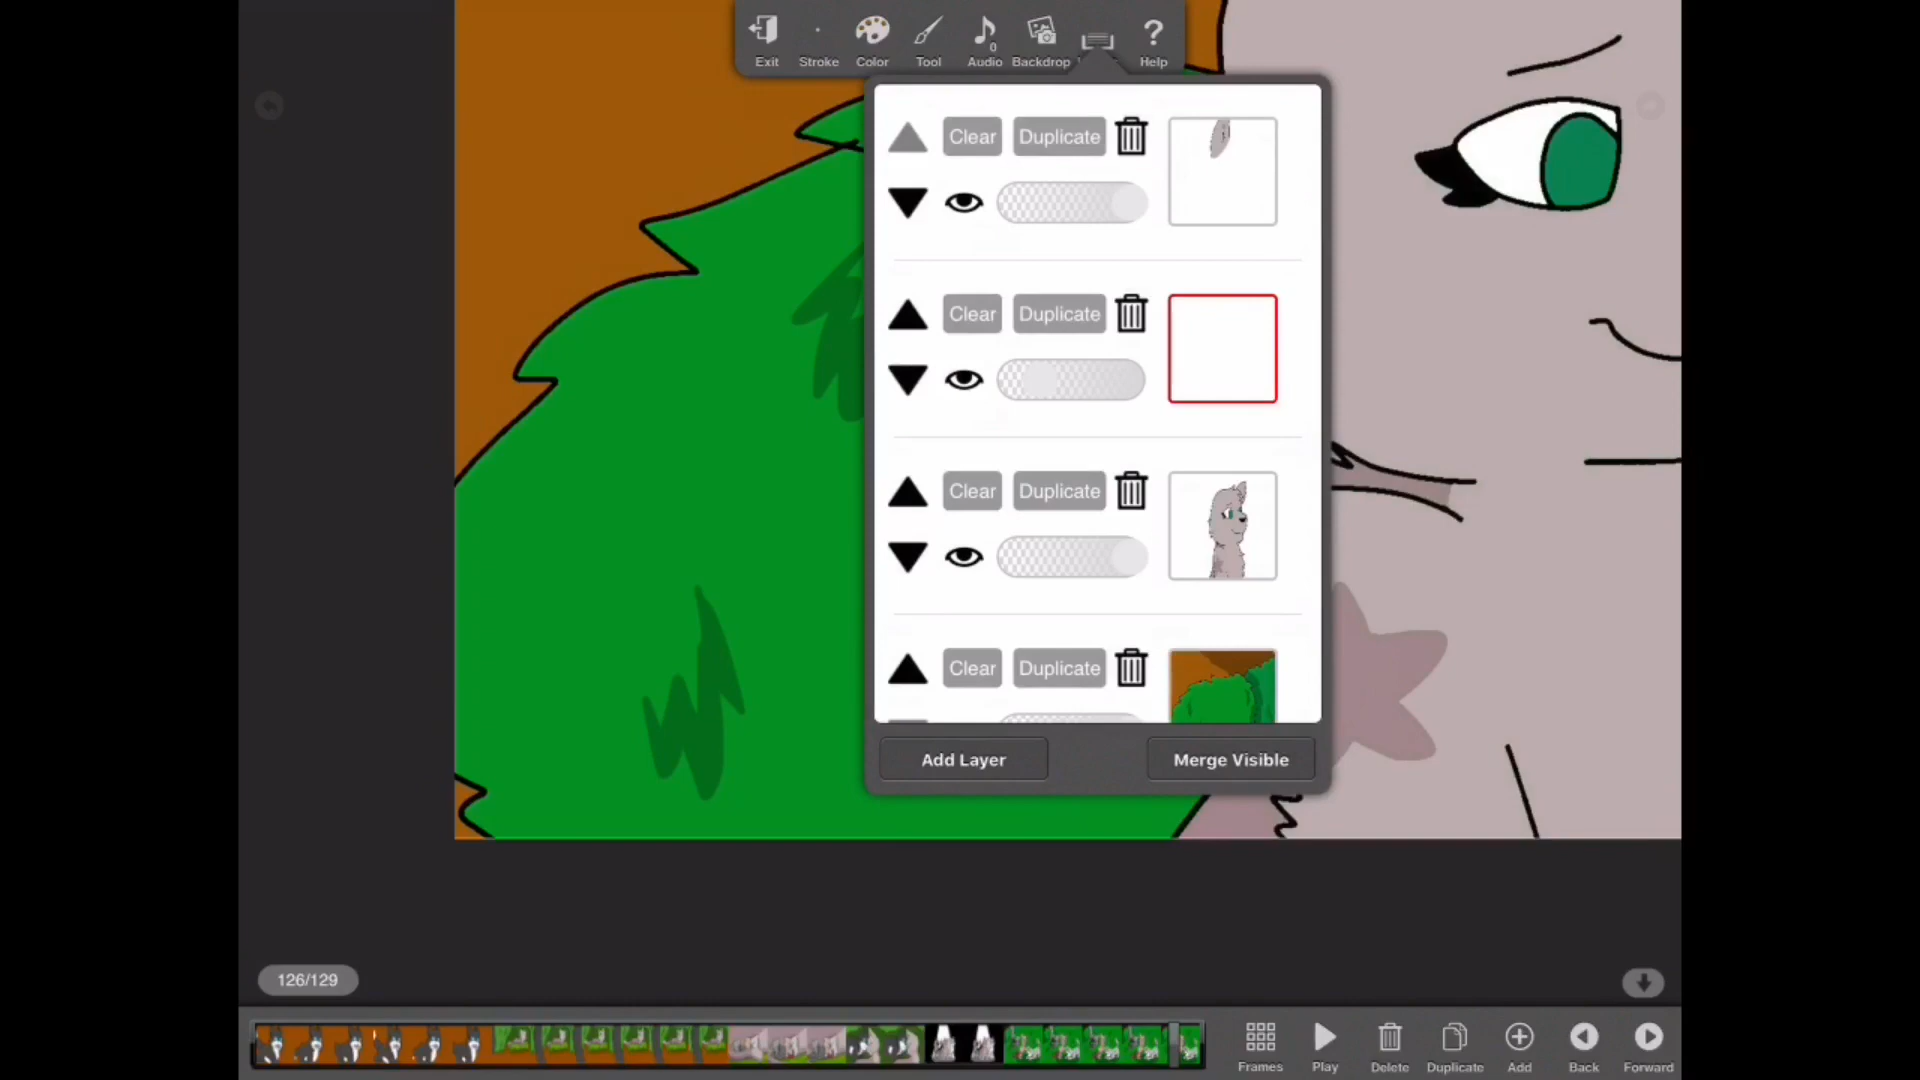 Exit Stroke Color Tool Audio 0 Backdrop Help
Clear Duplicate
Clear Duplicate
Clear Duplicate
Clear Duplicate
Add Layer Merge Visible
126/129
Frames Play Delete Duplicate Add Back Forward